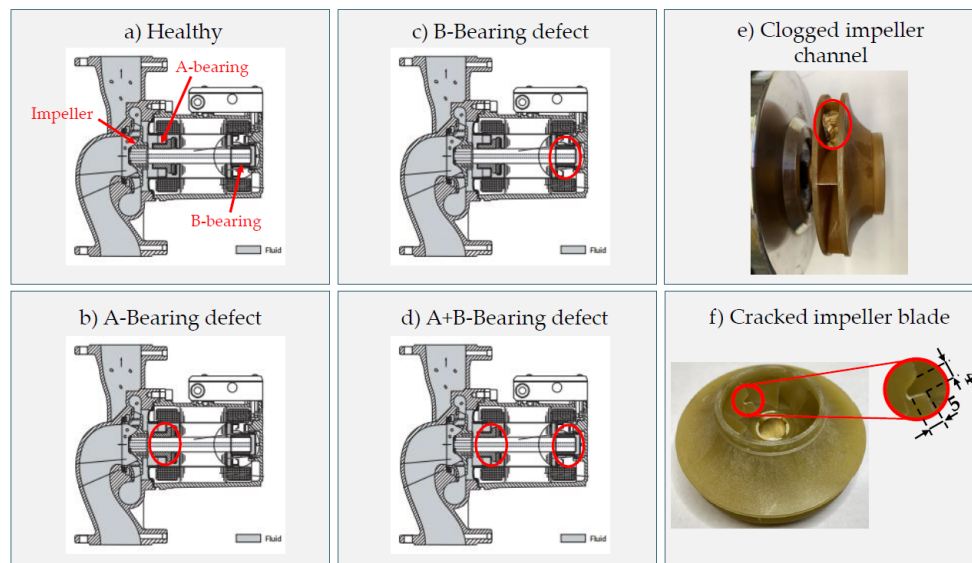 a) Healthy
A-bearing
Impeller
B-bearing
Fluid
c) B-Bearing defect
Fluid
e) Clogged impeller
channel
b) A-Bearing defect
Fluid
d) A+B-Bearing defect
Fluid
f) Cracked impeller blade
5